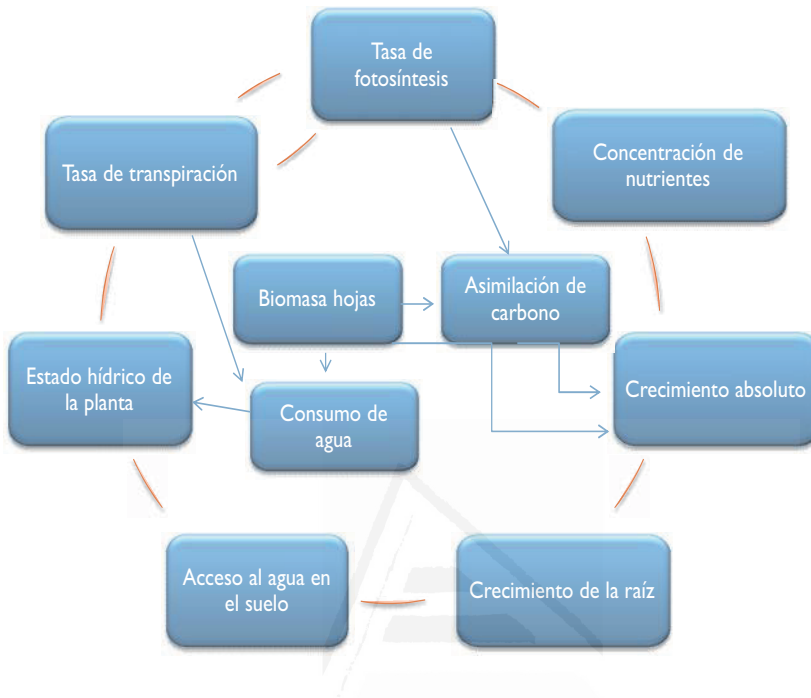 Tasa de
fotosíntesis
Tasa de transpiración
Concentración de
nutrientes
Biomasa hojas
Asimilación de
carbono
Estado hídrico de
la planta
Consumo de
agua
Crecimiento absoluto
Acceso al agua en
el suelo
Crecimiento de la raíz